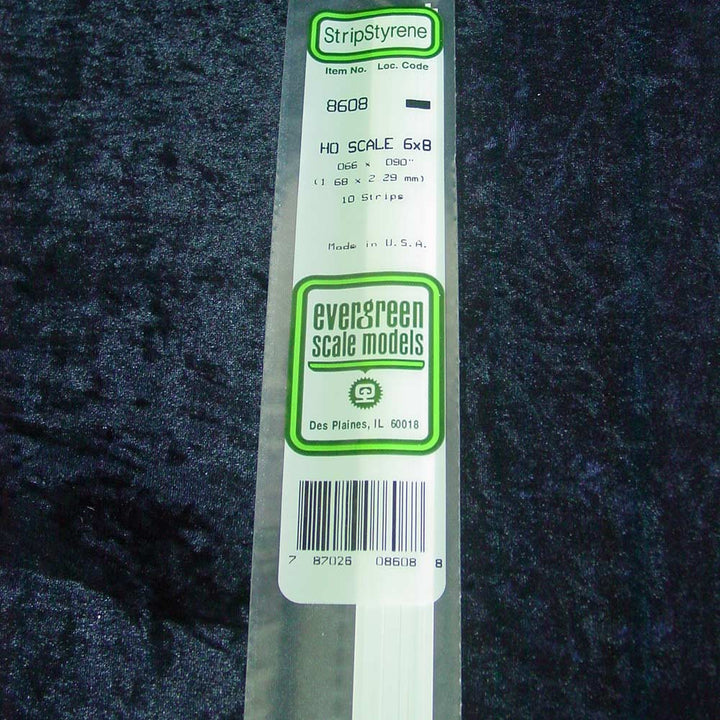 StripStyrene
Item No. Loc. Code
8608
HO SCALE 6x8
.066 x .090"
(1.68 x 2.29 mm)
10 Strips
Made in U.S.A.
evergreen
scale models
Des Plaines, IL 60018
7 87026 08608 8